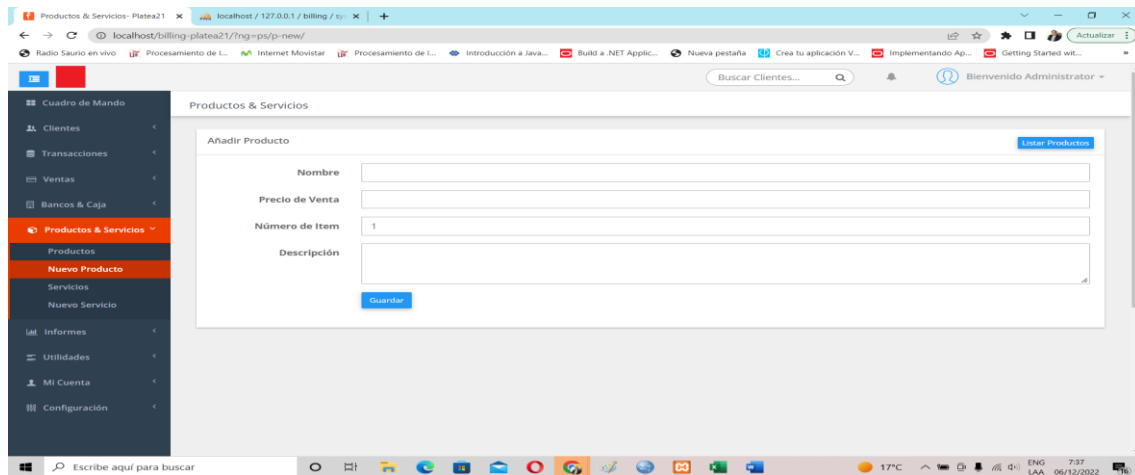 Productos & Servicios- Platea21
localhost / 127.0.0.1 / billing / sy
localhost/billing-platea21/?ng=ps/p-new/
Actualizar
Radio Saurio en vivo
Procesamiento de I...
Internet Movistar
Procesamiento de I...
Introducción a Java...
Build a .NET Applic...
Nueva pestaña
Crea tu aplicación V...
Implementando Ap...
Getting Started wit...
Buscar Clientes...
Bienvenido Administrator
Cuadro de Mando
Clientes
Transacciones
Ventas
Bancos & Caja
Productos & Servicios
Productos
Nuevo Producto
Servicios
Nuevo Servicio
Informes
Utilidades
Mi Cuenta
Configuración
Productos & Servicios
Añadir Producto
Listar Productos
Nombre
Precio de Venta
Número de Item
1
Descripción
Guardar
Escribe aquí para buscar
17°C
ENG
LAA
7:37
06/12/2022